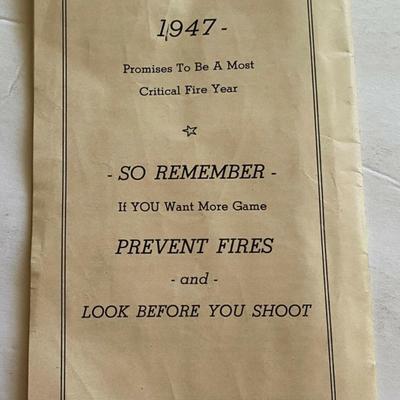 1947 -
Promises To Be A Most
Critical Fire Year
- SO REMEMBER -
If YOU Want More Game
PREVENT FIRES
- and -
LOOK BEFORE YOU SHOOT